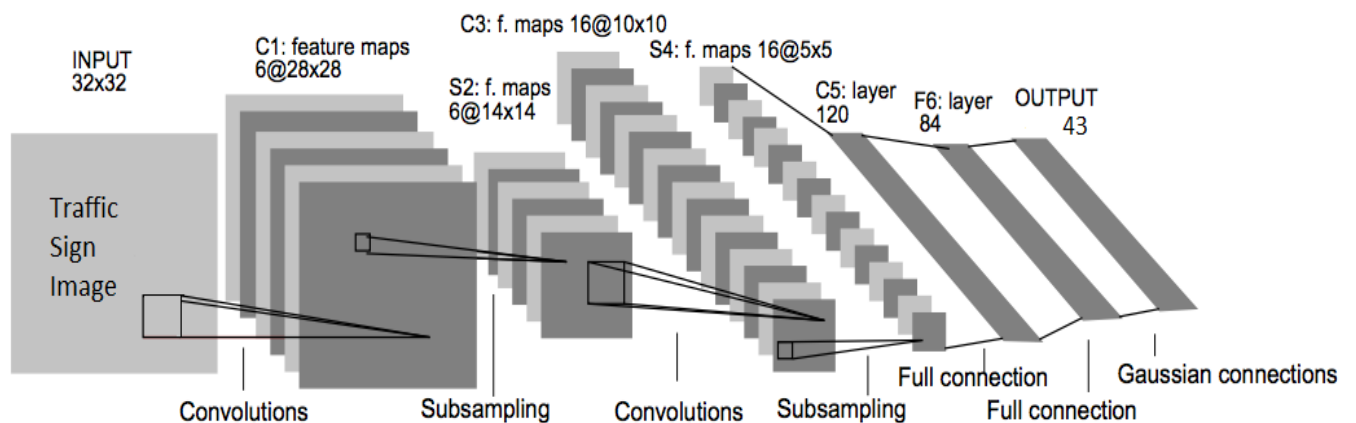 INPUT
32x32
C1: feature maps
6@28x28
S2: f. maps
6@14x14
C3: f. maps 16@10x10
S4: f. maps 16@5x5
C5: layer
120
F6: layer
84
OUTPUT
43
Traffic
Sign
Image
Convolutions
Subsampling
Convolutions
Subsampling
Full connection
Full connection
Gaussian connections